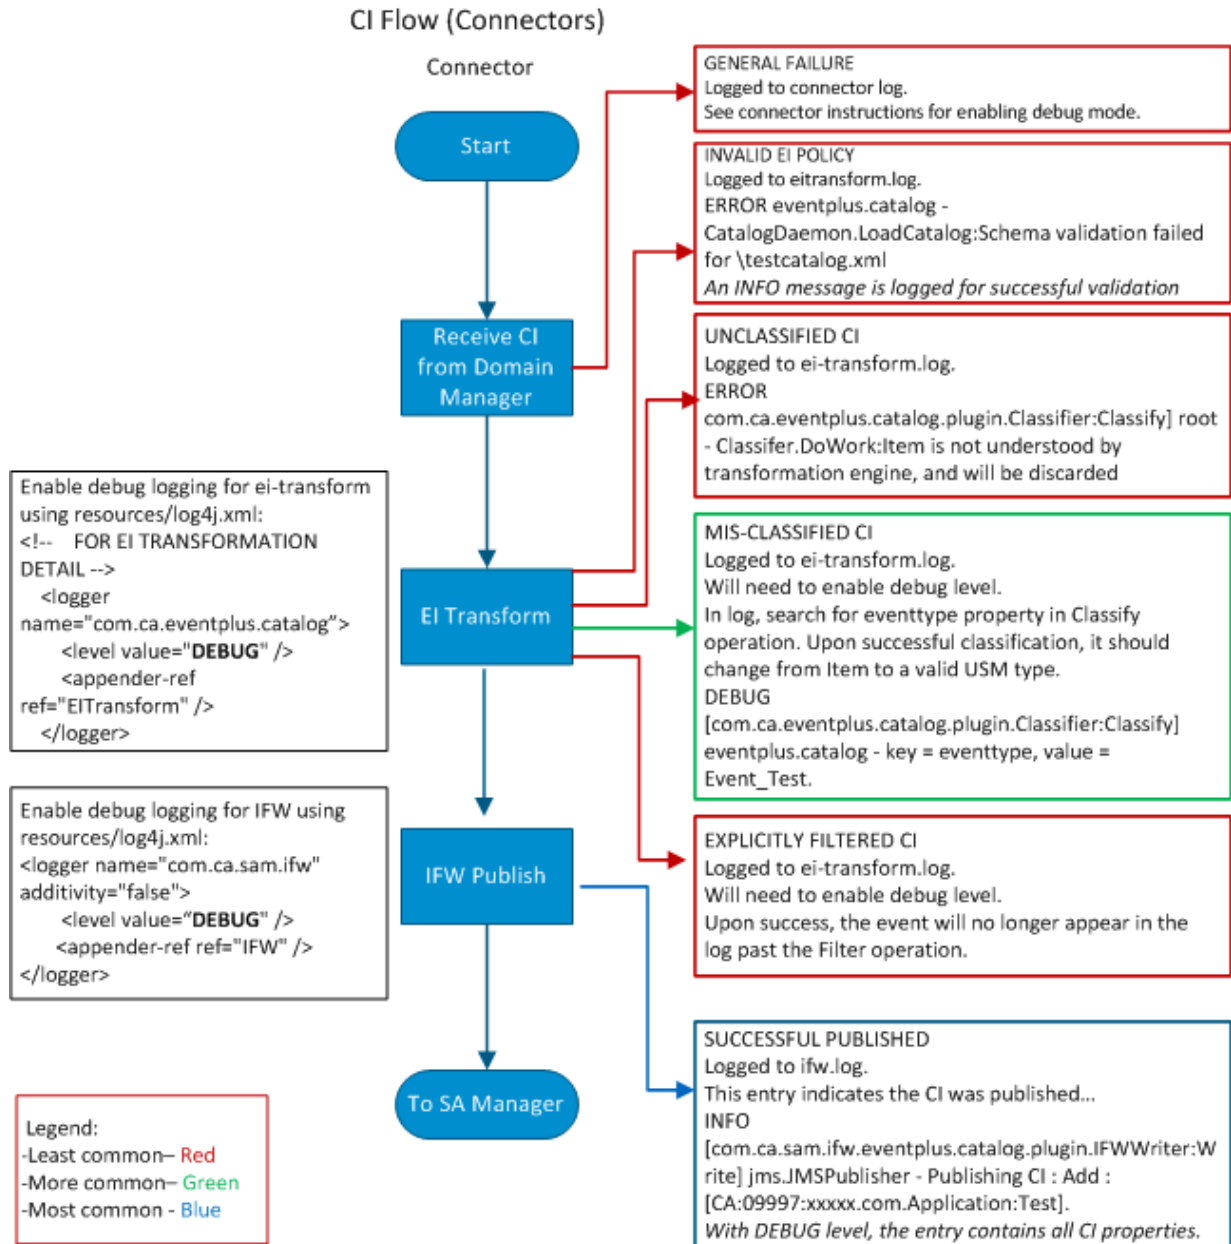 CI Flow (Connectors)
Connector
Start
Receive CI
from Domain
Manager
EI Transform
IFW Publish
To SA Manager
GENERAL FAILURE
Logged to connector log.
See connector instructions for enabling debug mode.
INVALID EI POLICY
Logged to eitransform.log.
ERROR eventplus.catalog -
CatalogDaemon.LoadCatalog:Schema validation failed
for \testcatalog.xml
An INFO message is logged for successful validation
UNCLASSIFIED CI
Logged to ei-transform.log.
ERROR
com.ca.eventplus.catalog.plugin.Classifier:Classify] root
- Classifer.DoWork:Item is not understood by
transformation engine, and will be discarded
MIS-CLASSIFIED CI
Logged to ei-transform.log.
Will need to enable debug level.
In log, search for eventtype property in Classify
operation. Upon successful classification, it should
change from Item to a valid USM type.
DEBUG
[com.ca.eventplus.catalog.plugin.Classifier:Classify]
eventplus.catalog - key = eventtype, value =
Event_Test.
EXPLICITLY FILTERED CI
Logged to ei-transform.log.
Will need to enable debug level.
Upon success, the event will no longer appear in the
log past the Filter operation.
SUCCESSFUL PUBLISHED
Logged to ifw.log.
This entry indicates the CI was published...
INFO
[com.ca.sam.ifw.eventplus.catalog.plugin.IFWWriter:W
rite] jms.JMSPublisher - Publishing CI : Add :
[CA:09997:xxxxx.com.Application:Test].
With DEBUG level, the entry contains all CI properties.
Enable debug logging for ei-transform
using resources/log4j.xml:
<!-- FOR EI TRANSFORMATION
DETAIL -->
<logger
name="com.ca.eventplus.catalog”>
<level value="DEBUG" />
<appender-ref
ref="EITransform" />
</logger>
Enable debug logging for IFW using
resources/log4j.xml:
<logger name="com.ca.sam.ifw"
additivity="false">
<level value=“DEBUG" />
<appender-ref ref="IFW" />
</logger>
Legend:
-Least common– Red
-More common– Green
-Most common - Blue